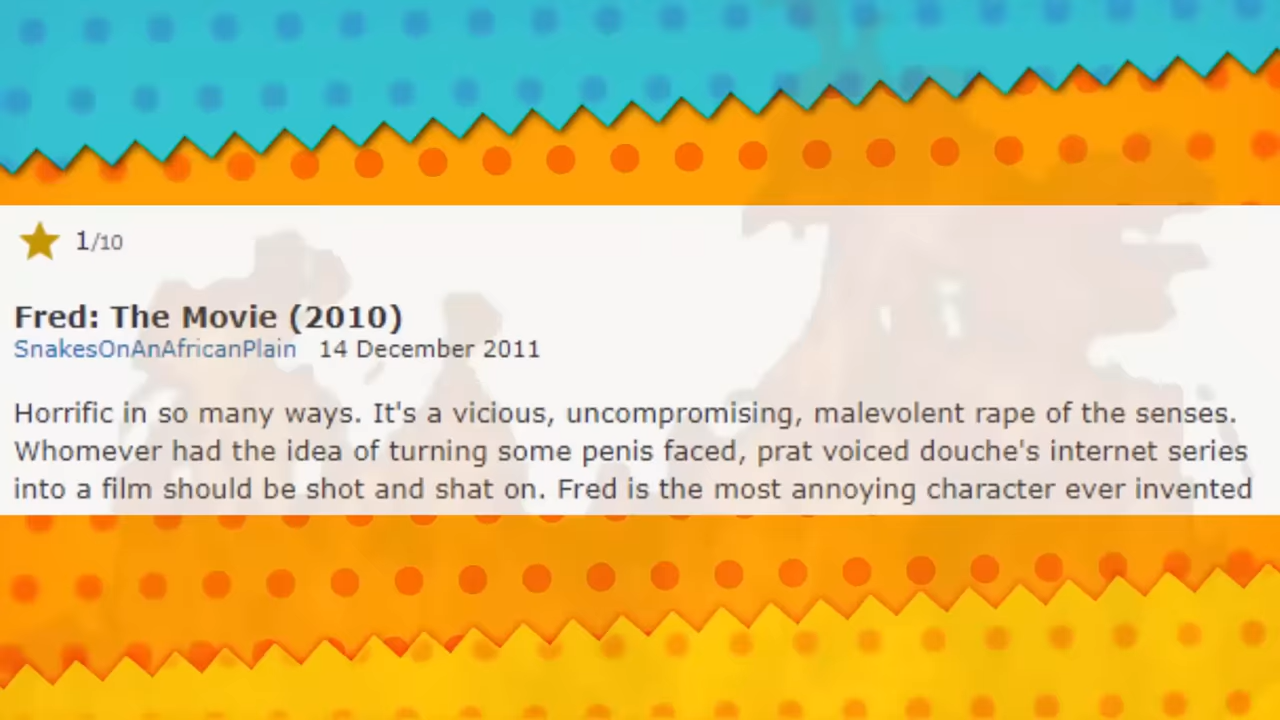 1/10
Fred: The Movie (2010)
SnakesOnAnAfricanPlain 14 December 2011
Horrific in so many ways. It's a vicious, uncompromising, malevolent rape of the senses.
Whomever had the idea of turning some penis faced, prat voiced douche's internet series
into a film should be shot and shat on. Fred is the most annoying character ever invented